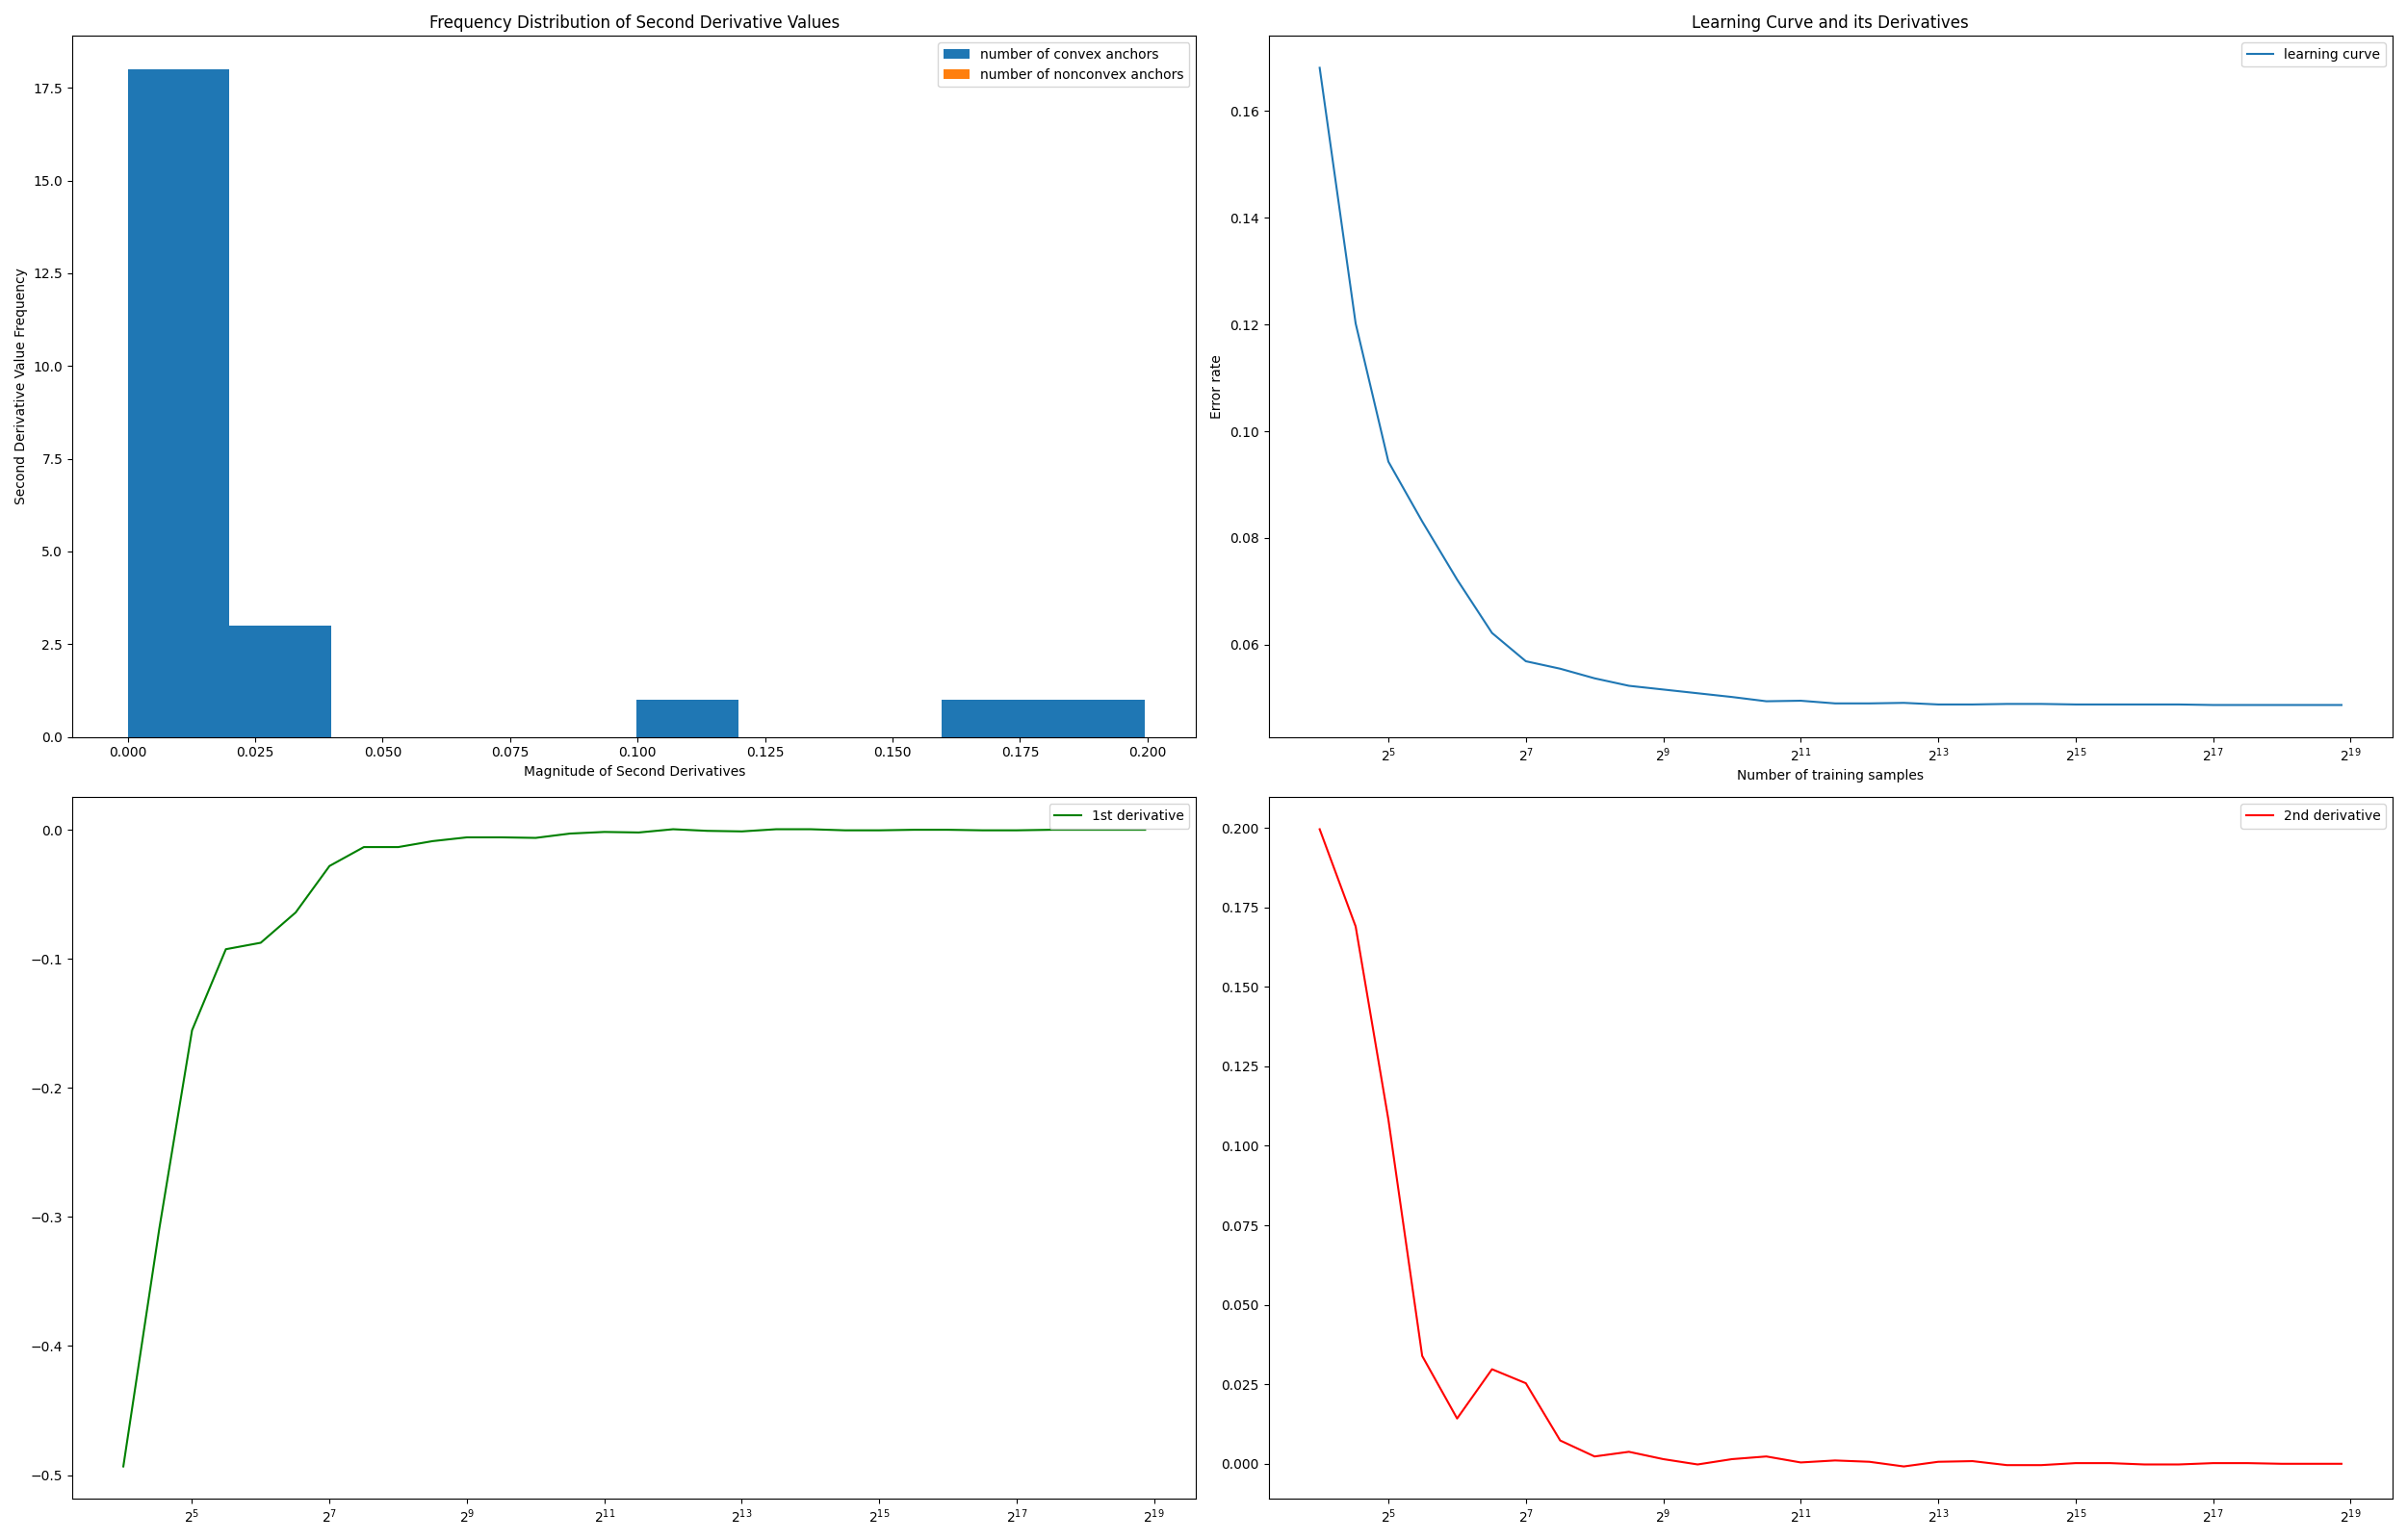 Frequency Distribution of Second Derivative Values
number of convex anchors
number of nonconvex anchors
Second Derivative Value Frequency
17.5
15.0
12.5
10.0
7.5
5.0
2.5
0.0
0.000 0.025 0.050 0.075 0.100 0.125 0.150 0.175 0.200
Magnitude of Second Derivatives
Learning Curve and its Derivatives
learning curve
Error rate
0.16
0.14
0.12
0.10
0.08
0.06
2^5 2^7 2^9 2^11 2^13 2^15 2^17 2^19
Number of training samples
1st derivative
0.0
−0.1
−0.2
−0.3
−0.4
−0.5
2^5 2^7 2^9 2^11 2^13 2^15 2^17 2^19
2nd derivative
0.200
0.175
0.150
0.125
0.100
0.075
0.050
0.025
0.000
2^5 2^7 2^9 2^11 2^13 2^15 2^17 2^19